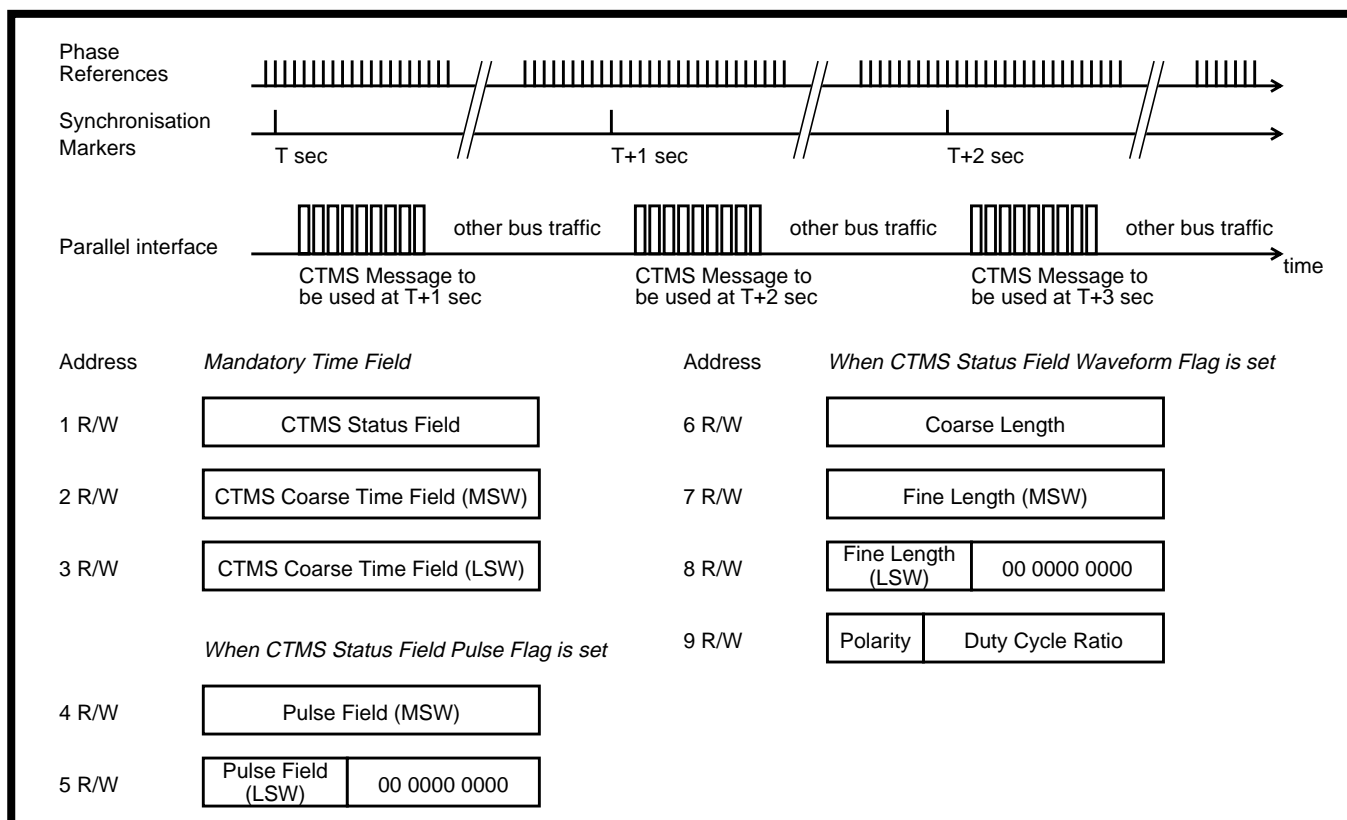 Phase
References
Synchronisation
Markers
T sec
T+1 sec
T+2 sec
Parallel interface
other bus traffic
other bus traffic
other bus traffic
time
CTMS Message to
be used at T+1 sec
CTMS Message to
be used at T+2 sec
CTMS Message to
be used at T+3 sec
Address
Mandatory Time Field
1 R/W
CTMS Status Field
2 R/W
CTMS Coarse Time Field (MSW)
3 R/W
CTMS Coarse Time Field (LSW)
When CTMS Status Field Pulse Flag is set
4 R/W
Pulse Field (MSW)
5 R/W
Pulse Field
(LSW)
00 0000 0000
Address
When CTMS Status Field Waveform Flag is set
6 R/W
Coarse Length
7 R/W
Fine Length (MSW)
8 R/W
Fine Length
(LSW)
00 0000 0000
9 R/W
Polarity
Duty Cycle Ratio